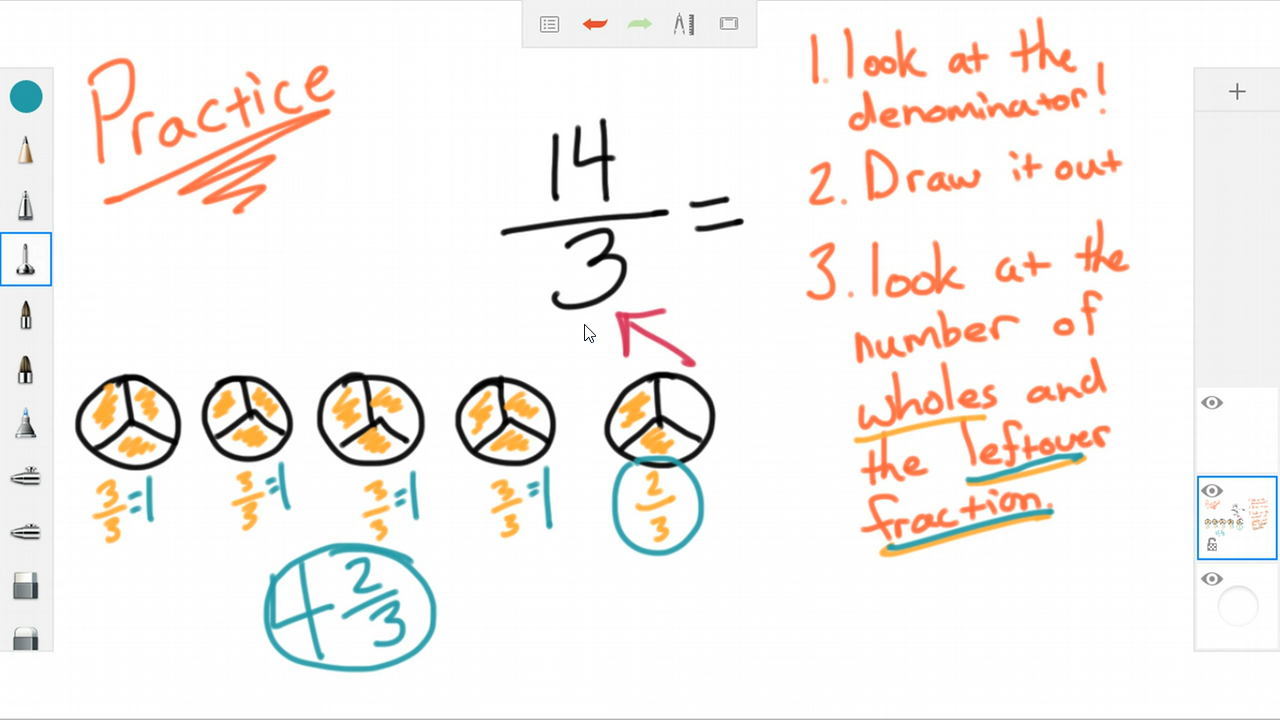 Practice
14
3
=
1. look at the
denominator!
2. Draw it out
3. look at the
number of
wholes and
the leftover
fraction.
3/3=1
3/3=1
3/3=1
3/3=1
2/3
4 2/3